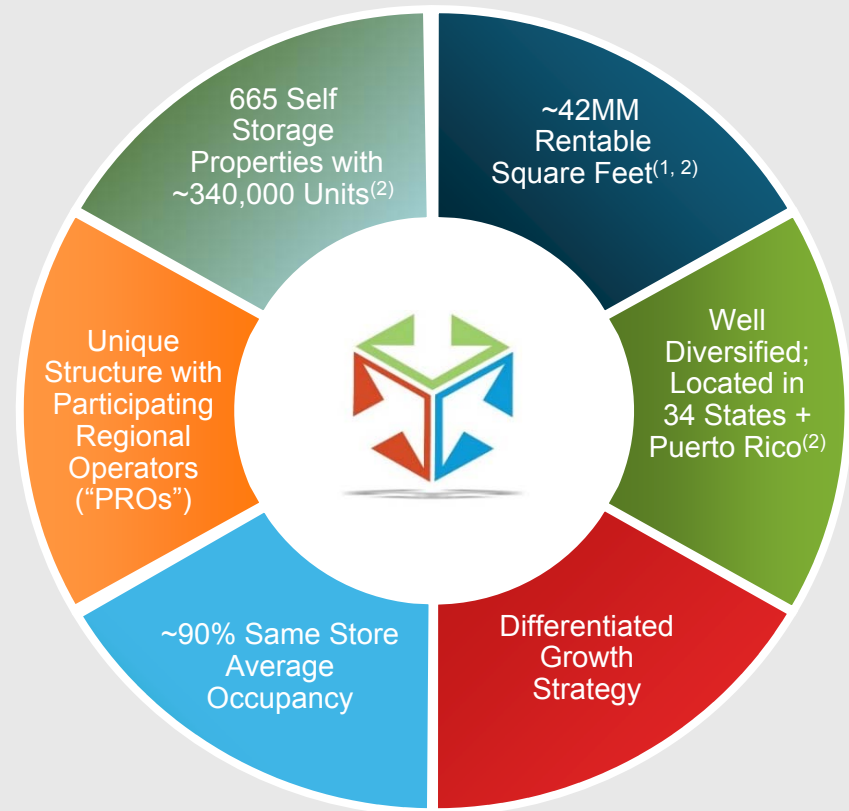 665 Self
Storage
Properties with
~340,000 Units(2)
~42MM
Rentable
Square Feet(1, 2)
Well
Diversified;
Located in
34 States +
Puerto Rico(2)
Differentiated
Growth
Strategy
~90% Same Store
Average
Occupancy
Unique
Structure with
Participating
Regional
Operators
(“PROs”)